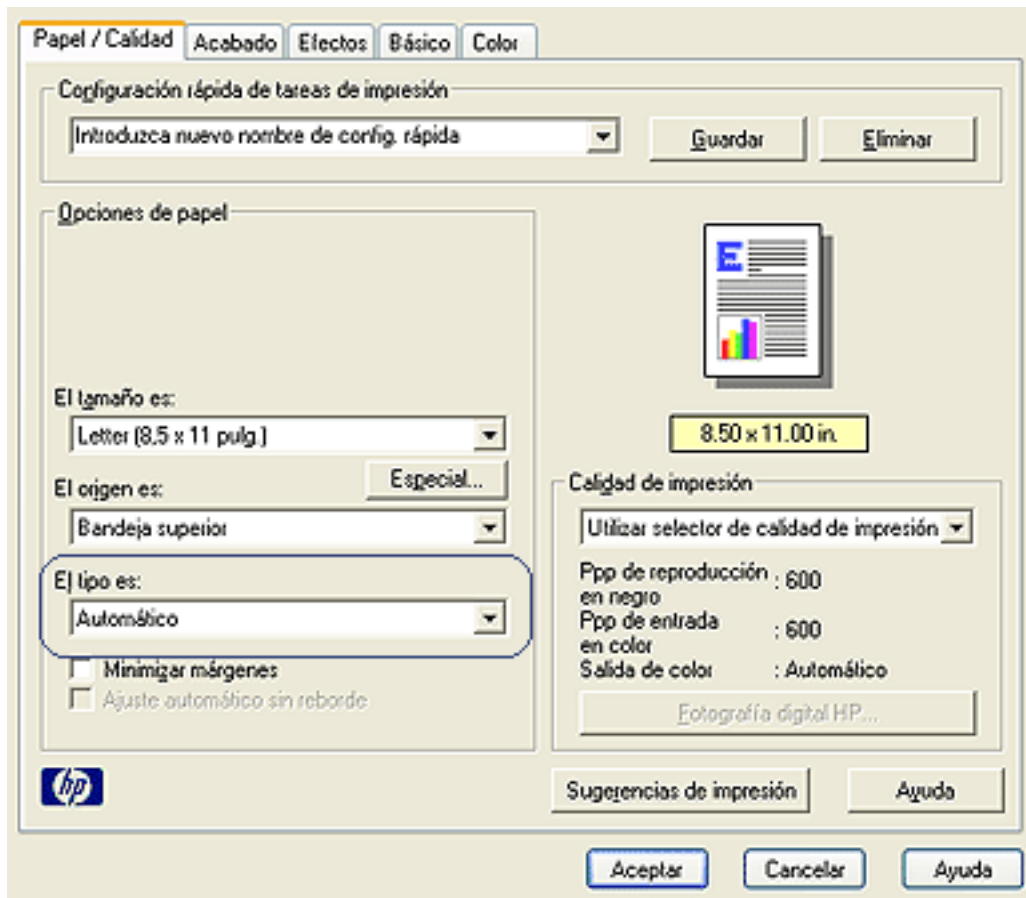 Papel / Calidad Acabado Efectos Básico Color
Configuración rápida de tareas de impresión
Introduzca nuevo nombre de config. rápida Guardar Eliminar
Opciones de papel
E
El tamaño es:
Letter (8,5 x 11 pulg.)
8.50 x 11.00 in.
El origen es: Especial...
Bandeja superior
El tipo es:
Automático
Minimizar márgenes
Ajuste automático sin reborde
Calidad de impresión
Utilizar selector de calidad de impresión
Ppp de reproducción en negro : 600
Ppp de entrada en color : 600
Salida de color : Automático
Fotografía digital HP...
hp
Sugerencias de impresión Ayuda
Aceptar Cancelar Ayuda